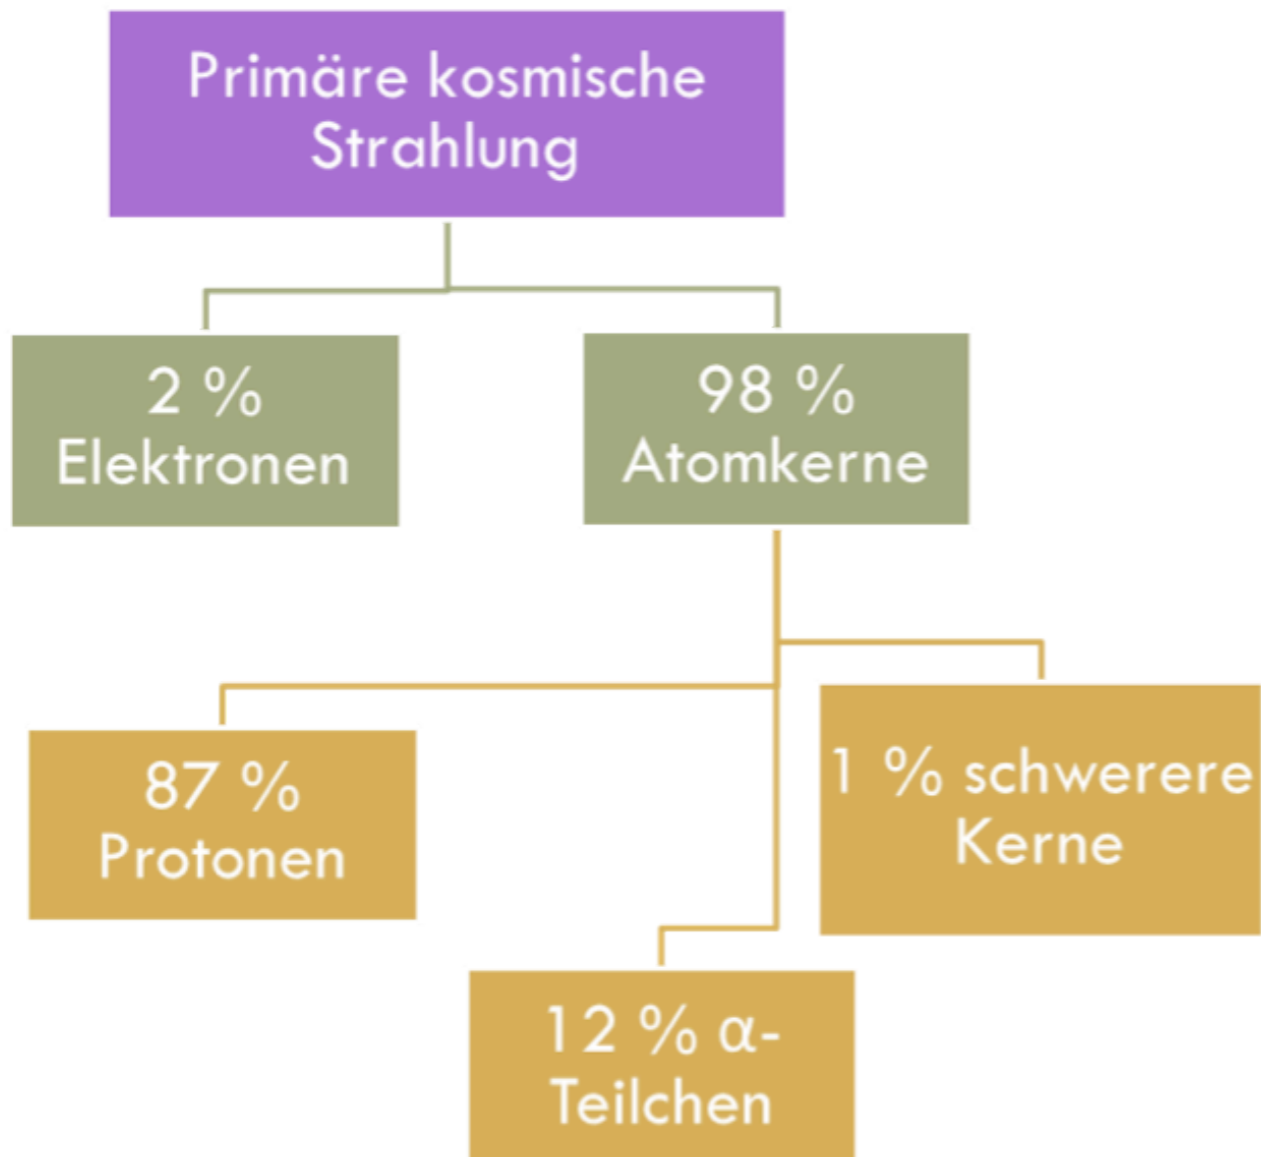 Primäre kosmische
Strahlung
2 %
Elektronen
98 %
Atomkerne
87 %
Protonen
1 % schwerere
Kerne
12 % α-
Teilchen